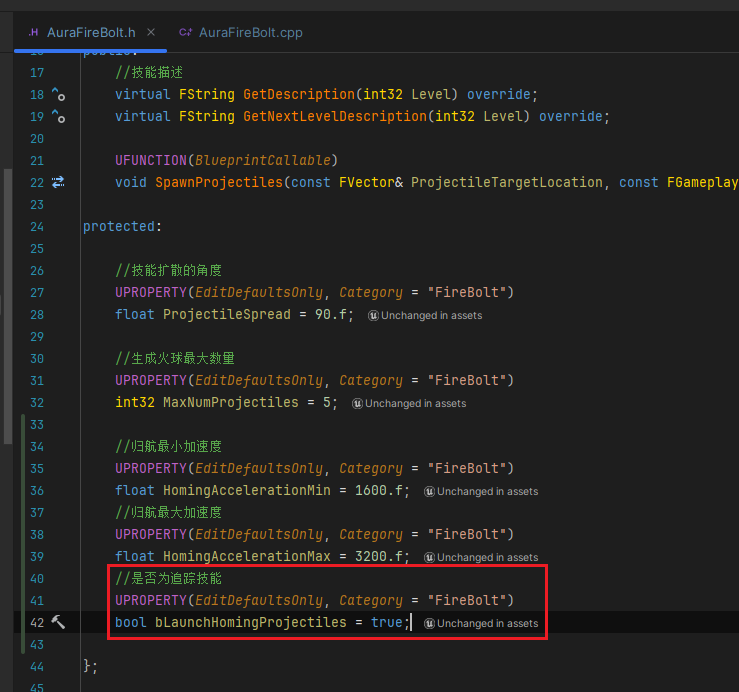 AuraFireBolt.h
AuraFireBolt.cpp
17 //技能描述
18 virtual FString GetDescription(int32 Level) override;
19 virtual FString GetNextLevelDescription(int32 Level) override;
20
21 UFUNCTION(BlueprintCallable)
22 void SpawnProjectiles(const FVector& ProjectileTargetLocation, const FGameplay
23
24 protected:
25
26 //技能扩散的角度
27 UPROPERTY(EditDefaultsOnly, Category = "FireBolt")
28 float ProjectileSpread = 90.f; Unchanged in assets
29
30 //生成火球最大数量
31 UPROPERTY(EditDefaultsOnly, Category = "FireBolt")
32 int32 MaxNumProjectiles = 5; Unchanged in assets
33
34 //归航最小加速度
35 UPROPERTY(EditDefaultsOnly, Category = "FireBolt")
36 float HomingAccelerationMin = 1600.f; Unchanged in assets
37 //归航最大加速度
38 UPROPERTY(EditDefaultsOnly, Category = "FireBolt")
39 float HomingAccelerationMax = 3200.f; Unchanged in assets
40 //是否为追踪技能
41 UPROPERTY(EditDefaultsOnly, Category = "FireBolt")
42 bool bLaunchHomingProjectiles = true; Unchanged in assets
43
44 };
45